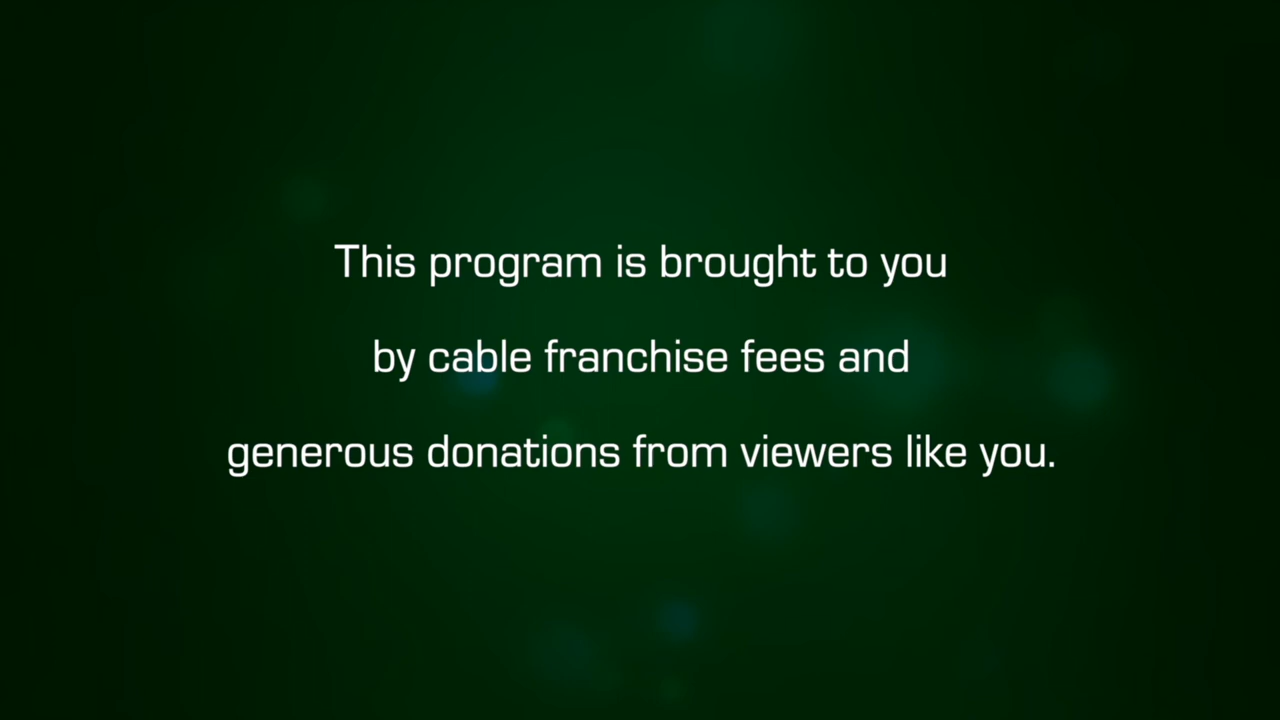 This program is brought to you
by cable franchise fees and
generous donations from viewers like you.